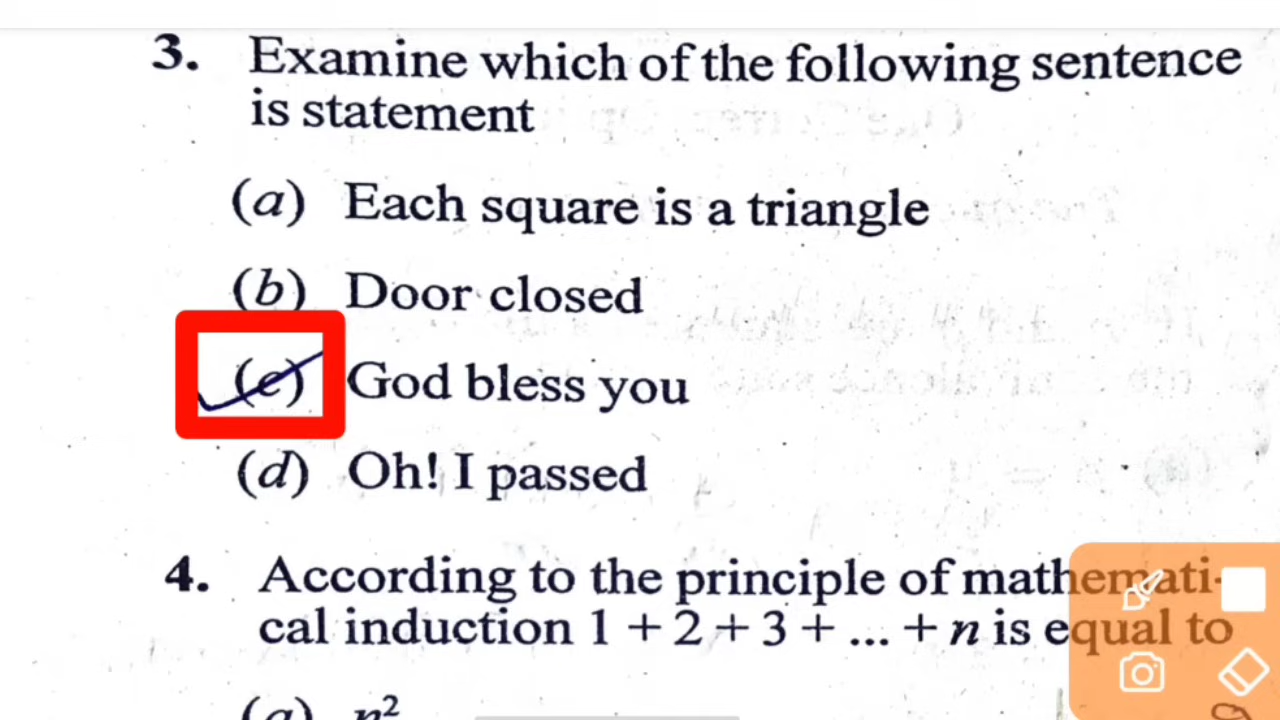 3. Examine which of the following sentence
is statement
(a) Each square is a triangle
(b) Door closed
(c) God bless you
(d) Oh! I passed
4. According to the principle of mathemati-
cal induction 1 + 2 + 3 + ... + n is equal to
(a) n²